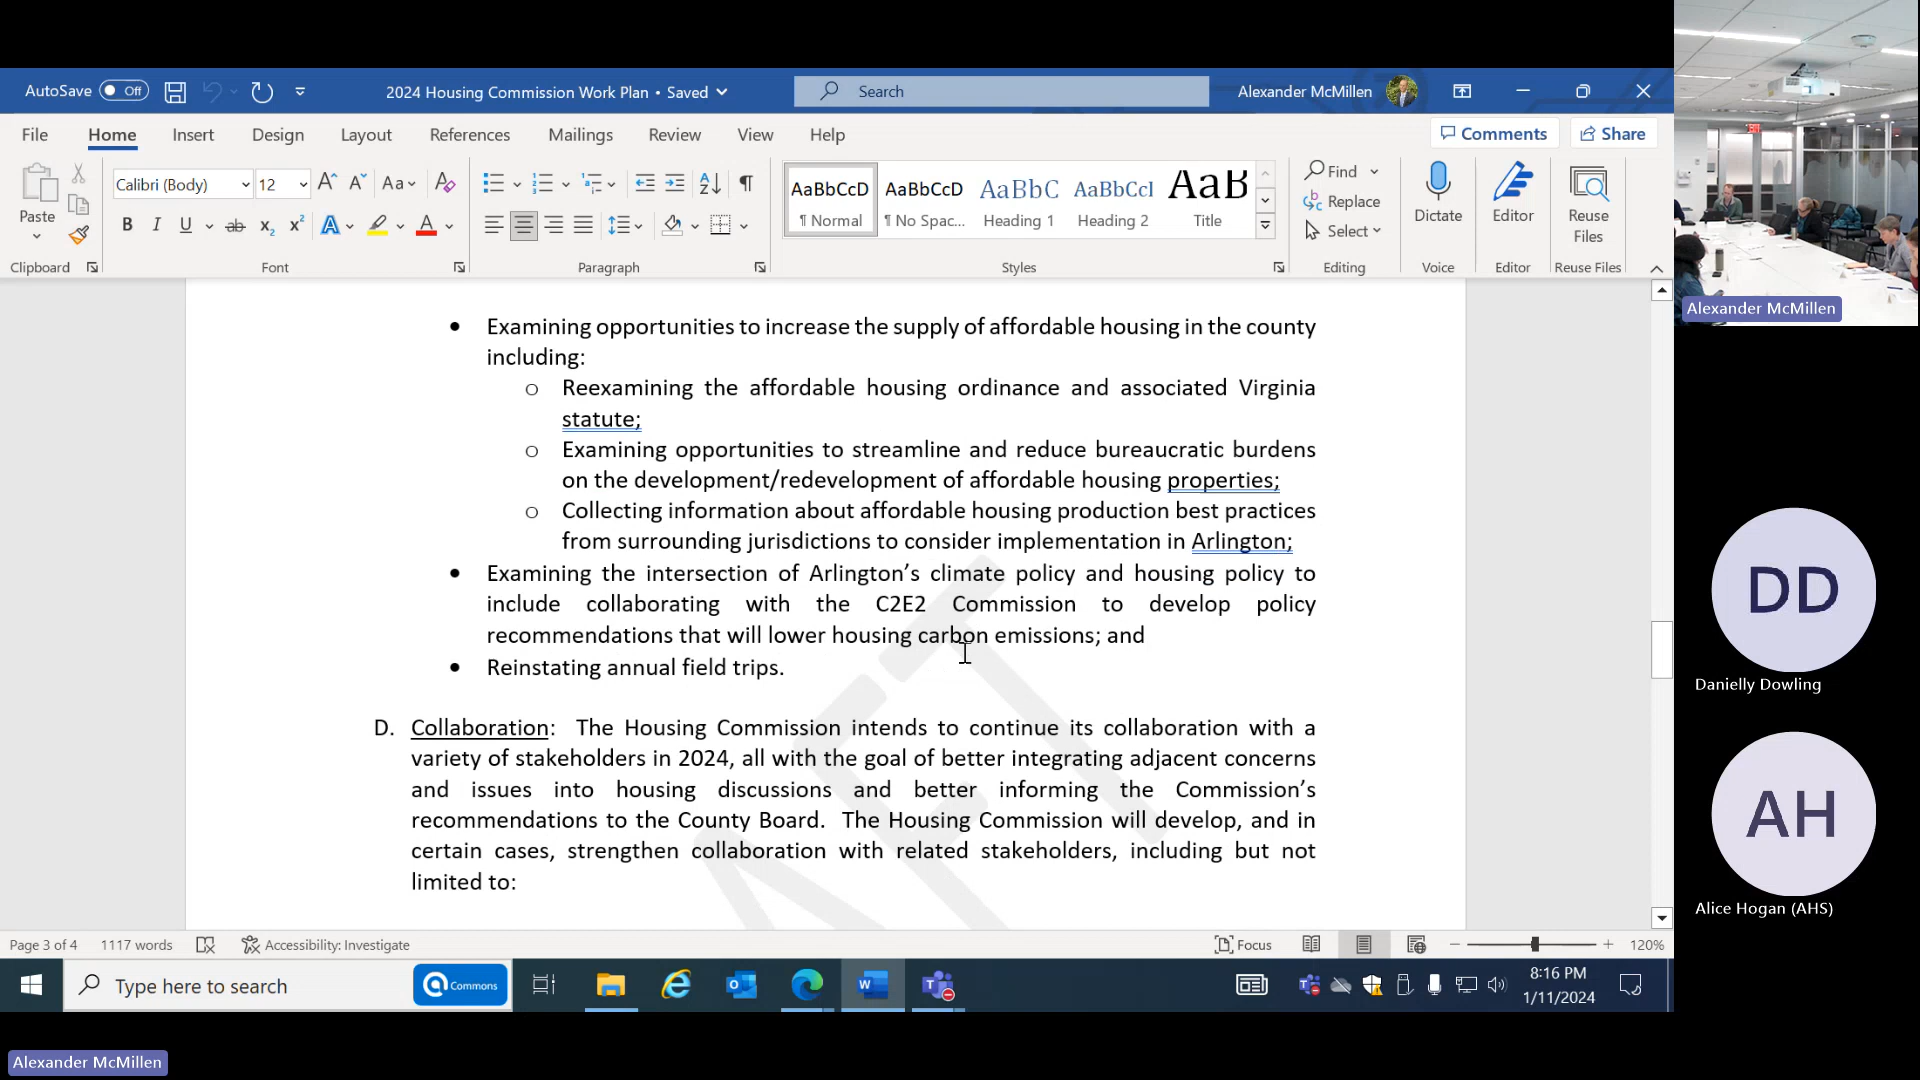 AutoSave Off
2024 Housing Commission Work Plan • Saved
Search
Alexander McMillen
File Home Insert Design Layout References Mailings Review View Help
Comments Share
Paste
Calibri (Body) 12
AaBbCcD AaBbCcD AaBbC AaBbCcI AaB
¶ Normal ¶ No Spac... Heading 1 Heading 2 Title
Find
Replace
Select
Dictate
Editor
Reuse
Files
Clipboard Font Paragraph Styles Editing Voice Editor Reuse Files
• Examining opportunities to increase the supply of affordable housing in the county
including:
o Reexamining the affordable housing ordinance and associated Virginia
statute;
o Examining opportunities to streamline and reduce bureaucratic burdens
on the development/redevelopment of affordable housing properties;
o Collecting information about affordable housing production best practices
from surrounding jurisdictions to consider implementation in Arlington;
• Examining the intersection of Arlington’s climate policy and housing policy to
include collaborating with the C2E2 Commission to develop policy
recommendations that will lower housing carbon emissions; and
• Reinstating annual field trips.
D. Collaboration: The Housing Commission intends to continue its collaboration with a
variety of stakeholders in 2024, all with the goal of better integrating adjacent concerns
and issues into housing discussions and better informing the Commission’s
recommendations to the County Board. The Housing Commission will develop, and in
certain cases, strengthen collaboration with related stakeholders, including but not
limited to:
Page 3 of 4 1117 words Accessibility: Investigate
Focus
120%
Type here to search
Commons
8:16 PM
1/11/2024
Alexander McMillen
DD
Danielly Dowling
AH
Alice Hogan (AHS)
Alexander McMillen